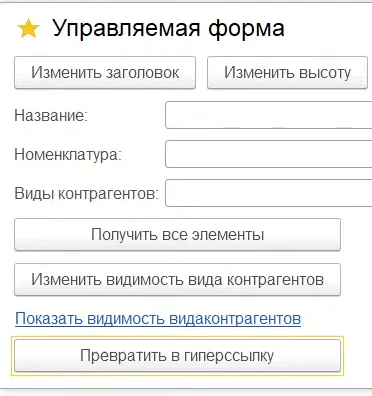 Управляемая форма
Изменить заголовок Изменить высоту
Название:
Номенклатура:
Виды контрагентов:
Получить все элементы
Изменить видимость вида контрагентов
Показать видимость видаконтрагентов
Превратить в гиперссылку